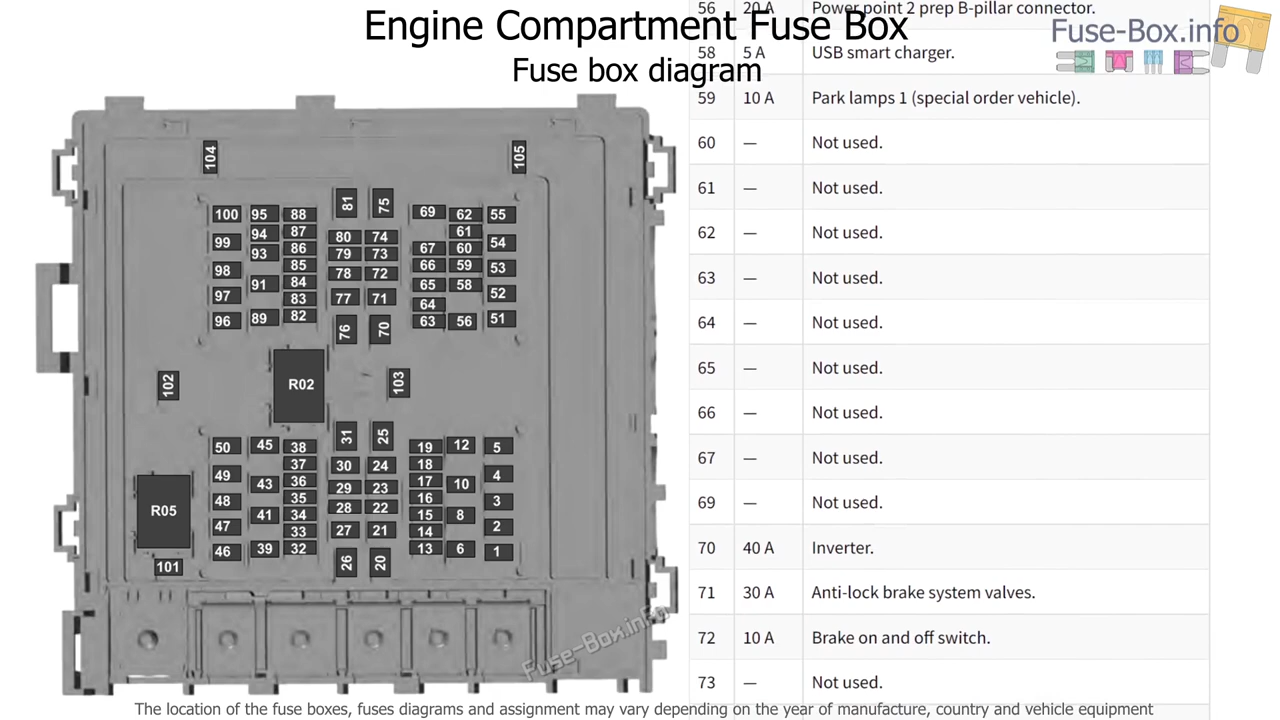 Engine Compartment Fuse Box
Fuse box diagram
Fuse-Box.info
56 20 A Power point 2 prep B-pillar connector.
58 5 A USB smart charger.
59 10 A Park lamps 1 (special order vehicle).
60 — Not used.
61 — Not used.
62 — Not used.
63 — Not used.
64 — Not used.
65 — Not used.
66 — Not used.
67 — Not used.
69 — Not used.
70 40 A Inverter.
71 30 A Anti-lock brake system valves.
72 10 A Brake on and off switch.
73 — Not used.
104 105
81 75
100 95 88 69 62 55
94 87 80 74 61
99 93 86 79 73 67 60 54
98 85 78 72 66 59 53
91 84 65 58
97 83 77 71 64 52
96 89 82 76 70 63 56 51
102 R02 103
31 25
50 45 38 19 12 5
37 30 24 18
49 43 36 29 23 17 10 4
48 35 28 22 16 3
41 34 15 8
47 33 27 21 14 2
46 39 32 26 20 13 6 1
R05
101
Fuse-Box.info
The location of the fuse boxes, fuses diagrams and assignment may vary depending on the year of manufacture, country and vehicle equipment